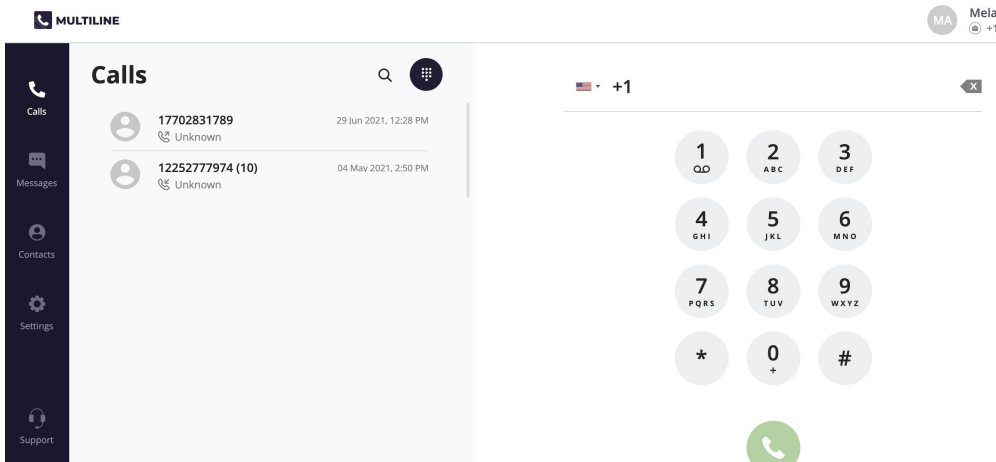 MULTILINE
MA
Mela
+1
Calls
Messages
Contacts
Settings
Support
Calls
17702831789
29 Jun 2021, 12:28 PM
Unknown
12252777974 (10)
04 May 2021, 2:50 PM
Unknown
+1
X
1
2
ABC
3
DEF
4
GHI
5
JKL
6
MNO
7
PQRS
8
TUV
9
WXYZ
*
0
+
#